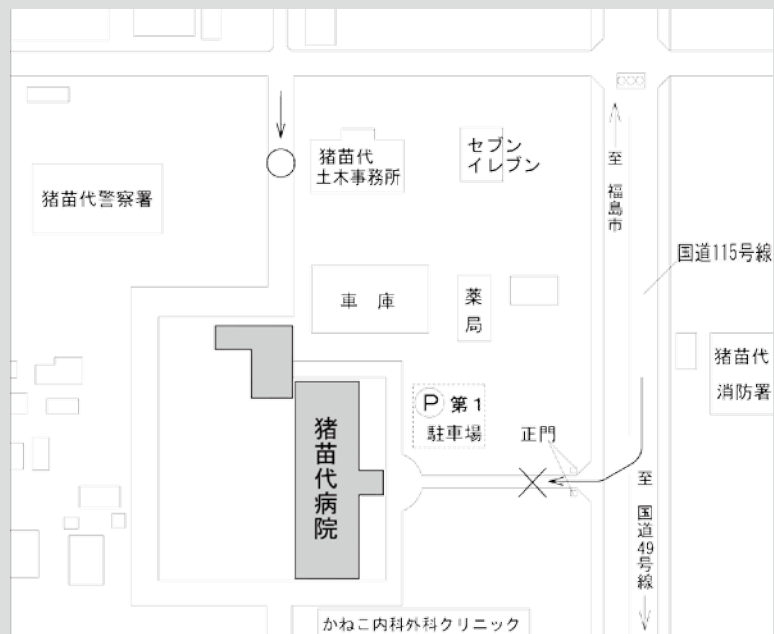 猪苗代
土木事務所
セブン
イレブン
猪苗代警察署
至 福島市
国道115号線
車庫
薬局
猪苗代
消防署
P 第1
駐車場
正門
猪苗代病院
至 国道49号線
かねこ内科外科クリニック